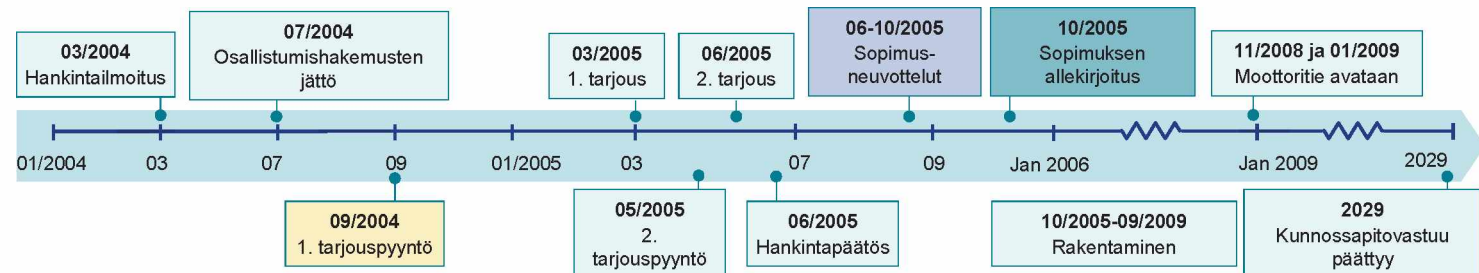 03/2004
Hankintailmoitus
07/2004
Osallistumishakemusten
jättö
03/2005
1. tarjous
06/2005
2. tarjous
06-10/2005
Sopimus-
neuvottelut
10/2005
Sopimuksen
allekirjoitus
11/2008 ja 01/2009
Moottoritie avataan
01/2004 03 07 09 01/2005 03 07 09 Jan 2006 Jan 2009 2029
09/2004
1. tarjouspyyntö
05/2005
2.
tarjouspyyntö
06/2005
Hankintapäätös
10/2005-09/2009
Rakentaminen
2029
Kunnossapitovastuu
päättyy